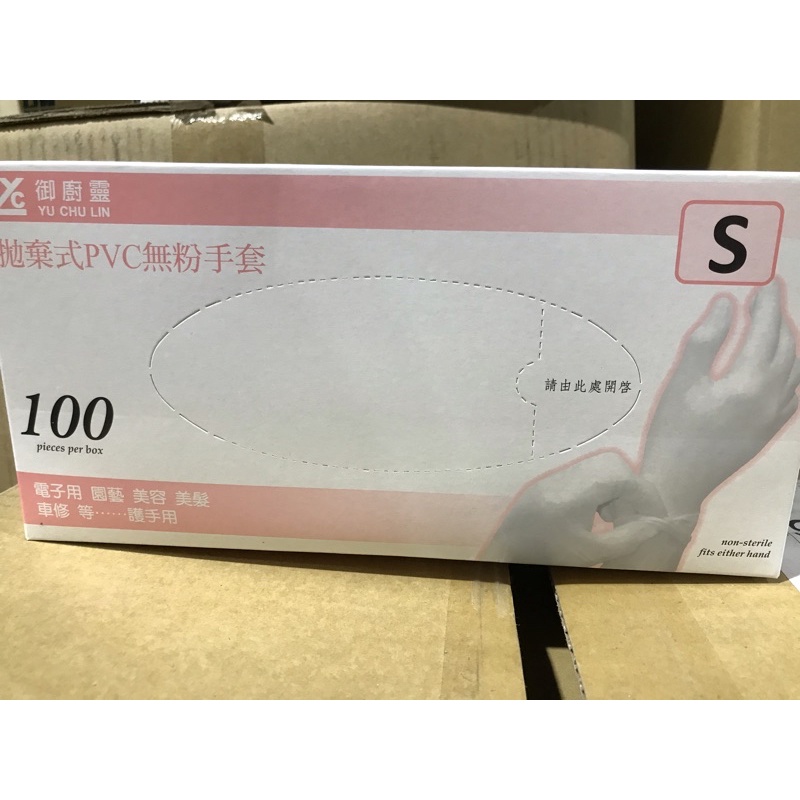 YC
御廚靈
YU CHU LIN
S
拋棄式PVC無粉手套
請由此處開啓
100
pieces per box
電子用 園藝 美容 美髮
車修 等……護手用
non-sterile
fits either hand